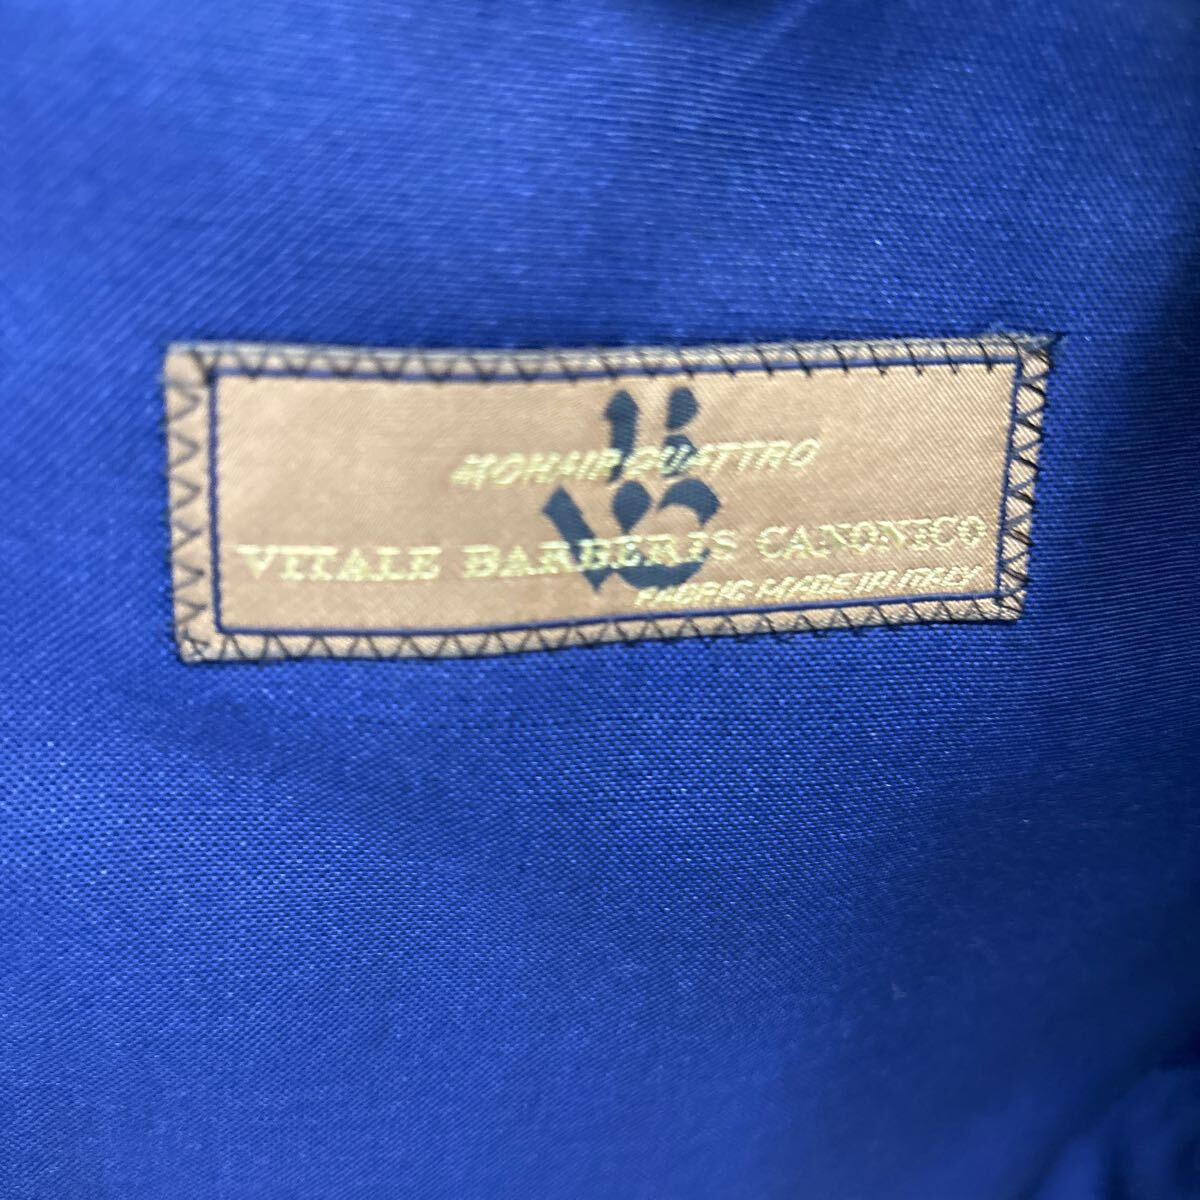 MOHAIR QUATTRO
VITALE BARBERIS CANONICO
FABRIC MADE IN ITALY